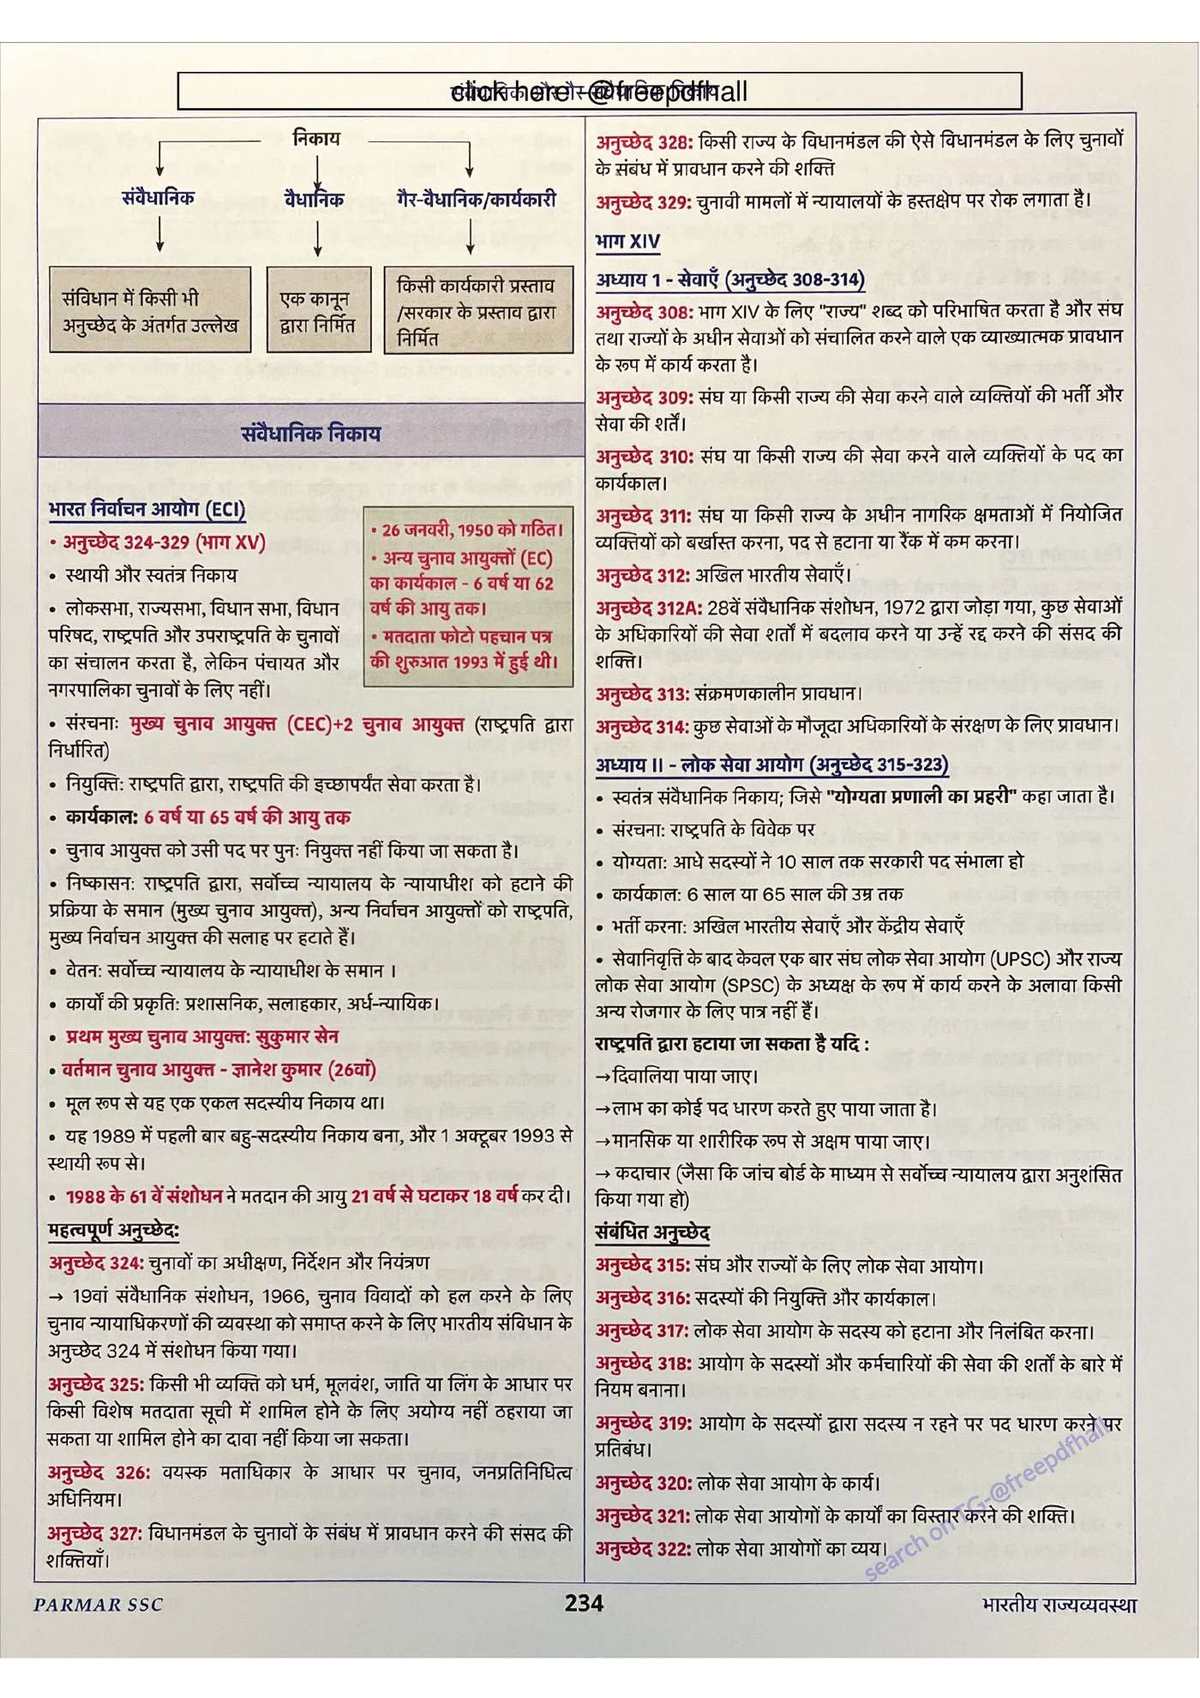 click here -@freepdfhall
निकाय
संवैधानिक
वैधानिक
गैर-वैधानिक/कार्यकारी
संविधान में किसी भी
अनुच्छेद के अंतर्गत उल्लेख
एक कानून
द्वारा निर्मित
किसी कार्यकारी प्रस्ताव
/सरकार के प्रस्ताव द्वारा
निर्मित
संवैधानिक निकाय
भारत निर्वाचन आयोग (ECI)
• अनुच्छेद 324-329 (भाग XV)
• स्थायी और स्वतंत्र निकाय
• लोकसभा, राज्यसभा, विधान सभा, विधान
परिषद, राष्ट्रपति और उपराष्ट्रपति के चुनावों
का संचालन करता है, लेकिन पंचायत और
नगरपालिका चुनावों के लिए नहीं।
• 26 जनवरी, 1950 को गठित।
• अन्य चुनाव आयुक्तों (EC)
का कार्यकाल - 6 वर्ष या 62
वर्ष की आयु तक।
• मतदाता फोटो पहचान पत्र
की शुरुआत 1993 में हुई थी।
• संरचनाः मुख्य चुनाव आयुक्त (CEC)+2 चुनाव आयुक्त (राष्ट्रपति द्वारा
निर्धारित)
• नियुक्ति: राष्ट्रपति द्वारा, राष्ट्रपति की इच्छापर्यंत सेवा करता है।
• कार्यकाल: 6 वर्ष या 65 वर्ष की आयु तक
• चुनाव आयुक्त को उसी पद पर पुनः नियुक्त नहीं किया जा सकता है।
• निष्कासन: राष्ट्रपति द्वारा, सर्वोच्च न्यायालय के न्यायाधीश को हटाने की
प्रक्रिया के समान (मुख्य चुनाव आयुक्त), अन्य निर्वाचन आयुक्तों को राष्ट्रपति,
मुख्य निर्वाचन आयुक्त की सलाह पर हटाते हैं।
• वेतन: सर्वोच्च न्यायालय के न्यायाधीश के समान ।
• कार्यों की प्रकृति: प्रशासनिक, सलाहकार, अर्ध-न्यायिक।
• प्रथम मुख्य चुनाव आयुक्तः सुकुमार सेन
• वर्तमान चुनाव आयुक्त - ज्ञानेश कुमार (26वां)
• मूल रूप से यह एक एकल सदस्यीय निकाय था।
• यह 1989 में पहली बार बहु-सदस्यीय निकाय बना, और 1 अक्टूबर 1993 से
स्थायी रूप से।
• 1988 के 61 वें संशोधन ने मतदान की आयु 21 वर्ष से घटाकर 18 वर्ष कर दी।
महत्वपूर्ण अनुच्छेद:
अनुच्छेद 324: चुनावों का अधीक्षण, निर्देशन और नियंत्रण
→ 19वां संवैधानिक संशोधन, 1966, चुनाव विवादों को हल करने के लिए
चुनाव न्यायाधिकरणों की व्यवस्था को समाप्त करने के लिए भारतीय संविधान के
अनुच्छेद 324 में संशोधन किया गया।
अनुच्छेद 325: किसी भी व्यक्ति को धर्म, मूलवंश, जाति या लिंग के आधार पर
किसी विशेष मतदाता सूची में शामिल होने के लिए अयोग्य नहीं ठहराया जा
सकता या शामिल होने का दावा नहीं किया जा सकता।
अनुच्छेद 326: वयस्क मताधिकार के आधार पर चुनाव, जनप्रतिनिधित्व
अधिनियम।
अनुच्छेद 327: विधानमंडल के चुनावों के संबंध में प्रावधान करने की संसद की
शक्तियाँ।
अनुच्छेद 328: किसी राज्य के विधानमंडल की ऐसे विधानमंडल के लिए चुनावों
के संबंध में प्रावधान करने की शक्ति
अनुच्छेद 329: चुनावी मामलों में न्यायालयों के हस्तक्षेप पर रोक लगाता है।
भाग XIV
अध्याय 1 - सेवाएँ (अनुच्छेद 308-314)
अनुच्छेद 308: भाग XIV के लिए "राज्य" शब्द को परिभाषित करता है और संघ
तथा राज्यों के अधीन सेवाओं को संचालित करने वाले एक व्याख्यात्मक प्रावधान
के रूप में कार्य करता है।
अनुच्छेद 309: संघ या किसी राज्य की सेवा करने वाले व्यक्तियों की भर्ती और
सेवा की शर्तें।
अनुच्छेद 310: संघ या किसी राज्य की सेवा करने वाले व्यक्तियों के पद का
कार्यकाल।
अनुच्छेद 311: संघ या किसी राज्य के अधीन नागरिक क्षमताओं में नियोजित
व्यक्तियों को बर्खास्त करना, पद से हटाना या रैंक में कम करना।
अनुच्छेद 312: अखिल भारतीय सेवाएँ।
अनुच्छेद 312A: 28वें संवैधानिक संशोधन, 1972 द्वारा जोड़ा गया, कुछ सेवाओं
के अधिकारियों की सेवा शर्तों में बदलाव करने या उन्हें रद्द करने की संसद की
शक्ति।
अनुच्छेद 313: संक्रमणकालीन प्रावधान।
अनुच्छेद 314: कुछ सेवाओं के मौजूदा अधिकारियों के संरक्षण के लिए प्रावधान।
अध्याय II - लोक सेवा आयोग (अनुच्छेद 315-323)
• स्वतंत्र संवैधानिक निकाय; जिसे "योग्यता प्रणाली का प्रहरी" कहा जाता है।
• संरचना: राष्ट्रपति के विवेक पर
• योग्यता: आधे सदस्यों ने 10 साल तक सरकारी पद संभाला हो
• कार्यकाल: 6 साल या 65 साल की उम्र तक
• भर्ती करना: अखिल भारतीय सेवाएँ और केंद्रीय सेवाएँ
• सेवानिवृत्ति के बाद केवल एक बार संघ लोक सेवा आयोग (UPSC) और राज्य
लोक सेवा आयोग (SPSC) के अध्यक्ष के रूप में कार्य करने के अलावा किसी
अन्य रोजगार के लिए पात्र नहीं हैं।
राष्ट्रपति द्वारा हटाया जा सकता है यदि :
→दिवालिया पाया जाए।
→लाभ का कोई पद धारण करते हुए पाया जाता है।
→मानसिक या शारीरिक रूप से अक्षम पाया जाए।
→ कदाचार (जैसा कि जांच बोर्ड के माध्यम से सर्वोच्च न्यायालय द्वारा अनुशंसित
किया गया हो)
संबंधित अनुच्छेद
अनुच्छेद 315: संघ और राज्यों के लिए लोक सेवा आयोग।
अनुच्छेद 316: सदस्यों की नियुक्ति और कार्यकाल।
अनुच्छेद 317: लोक सेवा आयोग के सदस्य को हटाना और निलंबित करना।
अनुच्छेद 318: आयोग के सदस्यों और कर्मचारियों की सेवा की शर्तों के बारे में
नियम बनाना।
अनुच्छेद 319: आयोग के सदस्यों द्वारा सदस्य न रहने पर पद धारण करने पर
प्रतिबंध।
अनुच्छेद 320: लोक सेवा आयोग के कार्य।
अनुच्छेद 321: लोक सेवा आयोगों के कार्यों का विस्तार करने की शक्ति।
अनुच्छेद 322: लोक सेवा आयोगों का व्यय।
search on TG-@freepdfhall
PARMAR SSC
234
भारतीय राज्यव्यवस्था